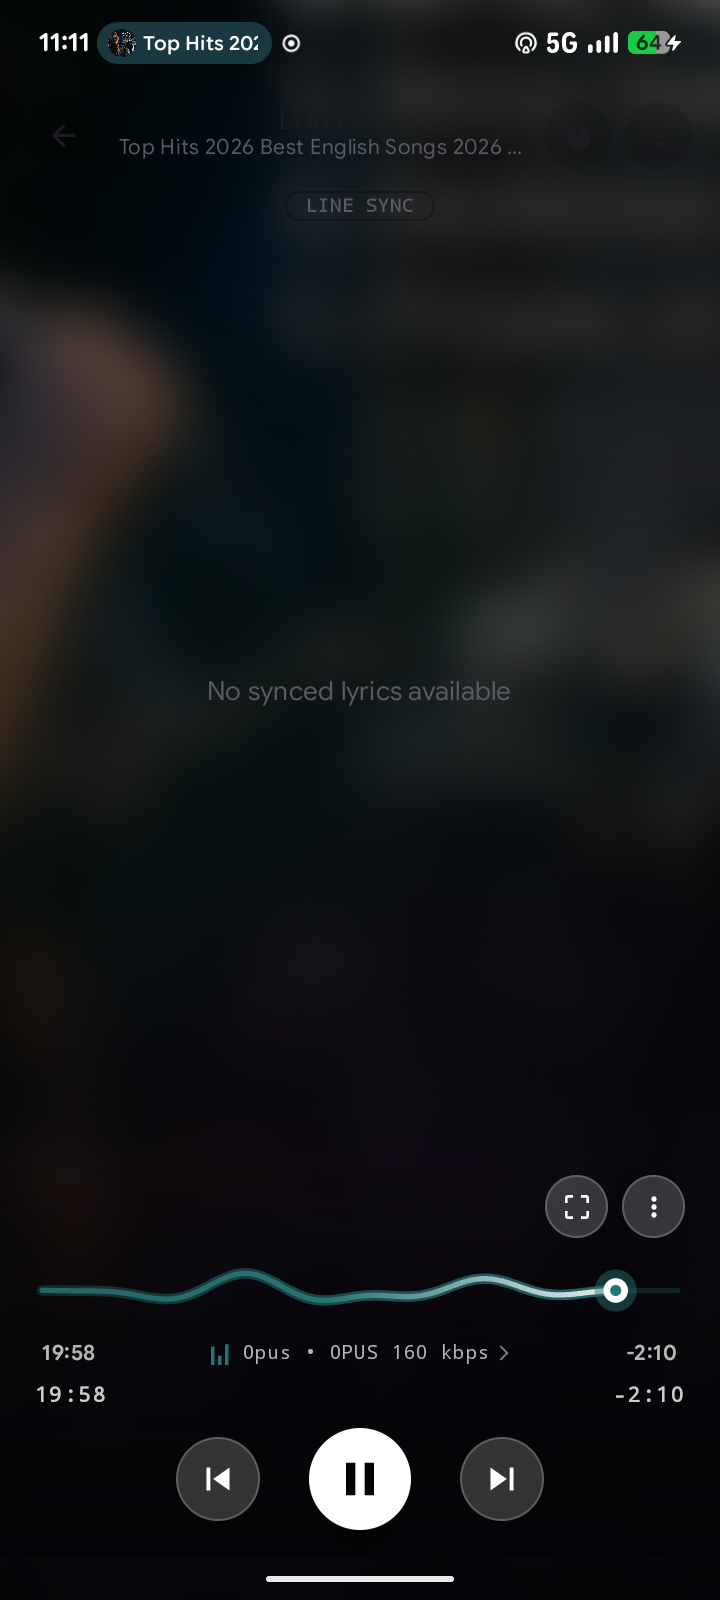 11:11 Top Hits 202 5G 64
LYRICS
Top Hits 2026 Best English Songs 2026 ...
LINE SYNC
No synced lyrics available
19:58 Opus • OPUS 160 kbps -2:10
19:58 -2:10